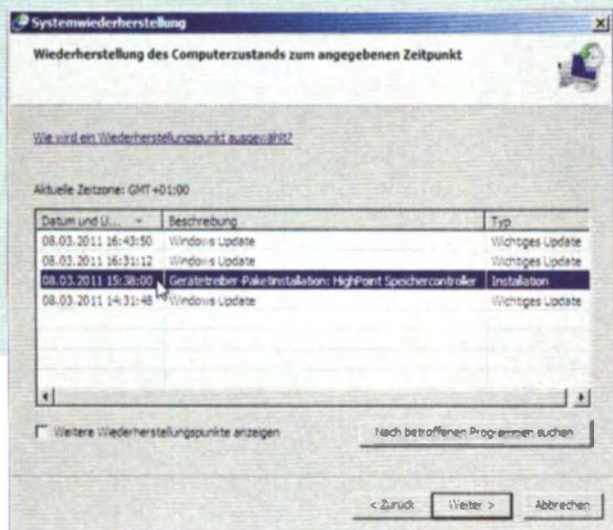 Systemwiederherstellung
Wiederherstellung des Computerzustands zum angegebenen Zeitpunkt
Wie wird ein Wiederherstellungspunkt ausgewählt?
Aktuelle Zeitzone: GMT+01:00
Datum und U... Beschreibung Typ
08.03.2011 16:43:50 Windows Update Wichtiges Update
08.03.2011 16:31:12 Windows Update Wichtiges Update
08.03.2011 15:38:00 Gerätetreiber-Paketinstallation: HighPoint Speichercontroller Installation
08.03.2011 14:31:48 Windows Update Wichtiges Update
Weitere Wiederherstellungspunkte anzeigen
Nach betroffenen Programmen suchen
< Zurück Weiter > Abbrechen